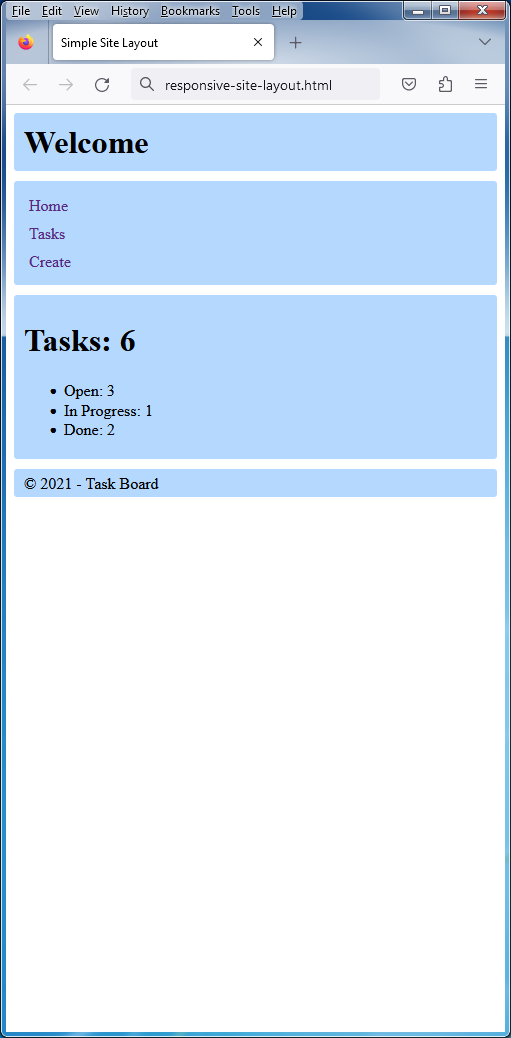 File Edit View History Bookmarks Tools Help
Simple Site Layout
responsive-site-layout.html
Welcome
Home
Tasks
Create
Tasks: 6
Open: 3
In Progress: 1
Done: 2
© 2021 - Task Board